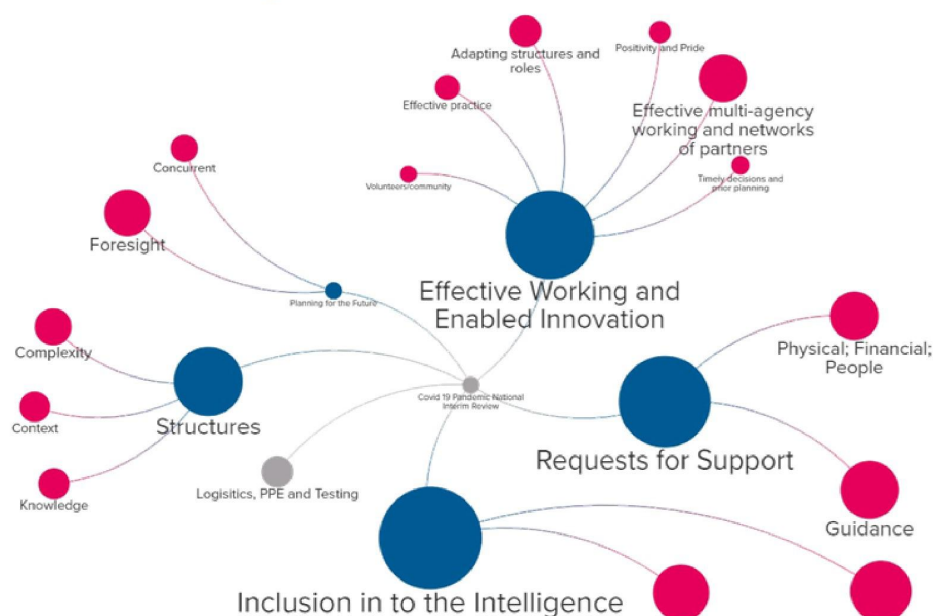 Adapting structures and
roles
Positivity and Pride
Effective practice
Effective multi-agency
working and networks
of partners
Concurrent
Volunteers/community
Timely decisions and
prior planning
Foresight
Planning for the Future
Effective Working and
Enabled Innovation
Complexity
Physical; Financial;
People
Covid 19 Pandemic National
Interim Review
Context
Structures
Requests for Support
Logisitics, PPE and Testing
Knowledge
Guidance
Inclusion in to the Intelligence